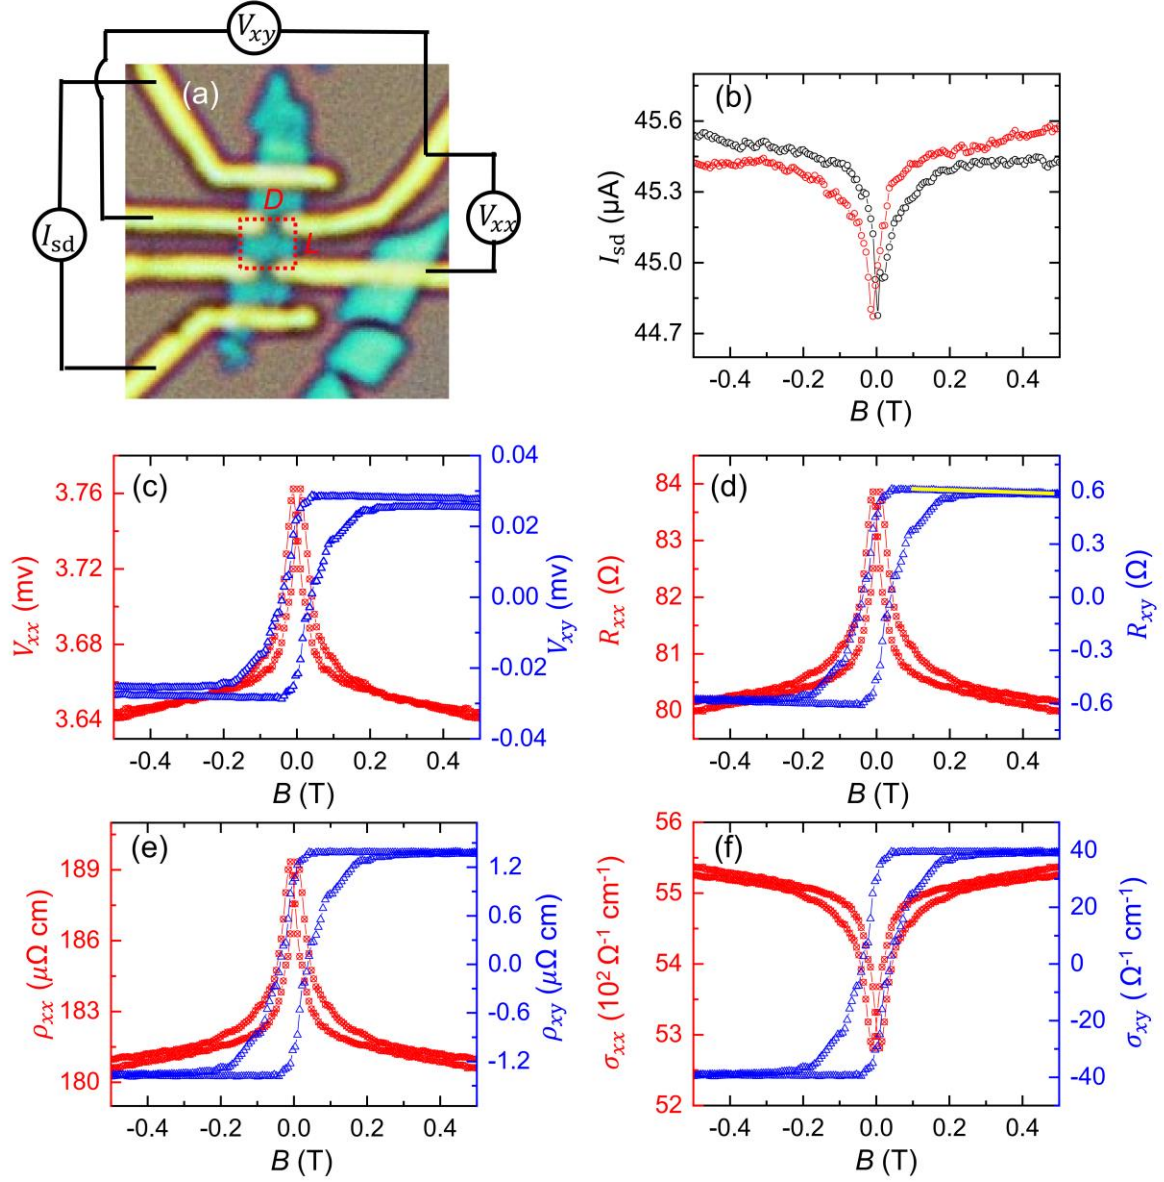 V_xy
(a)
D
L
I_sd
V_xx
(b)
45.6
45.3
45.0
44.7
I_sd (μA)
-0.4 -0.2 0.0 0.2 0.4
B (T)
(c)
3.76
3.72
3.68
3.64
V_xx (mv)
0.04
0.02
0.00
-0.02
-0.04
V_xy (mv)
-0.4 -0.2 0.0 0.2 0.4
B (T)
(d)
84
83
82
81
80
R_xx (Ω)
0.6
0.3
0.0
-0.3
-0.6
R_xy (Ω)
-0.4 -0.2 0.0 0.2 0.4
B (T)
(e)
189
186
183
180
ρ_xx (μΩ cm)
1.2
0.6
0.0
-0.6
-1.2
ρ_xy (μΩ cm)
-0.4 -0.2 0.0 0.2 0.4
B (T)
(f)
56
55
54
53
52
σ_xx (10² Ω⁻¹ cm⁻¹)
40
20
0
-20
-40
σ_xy ( Ω⁻¹ cm⁻¹)
-0.4 -0.2 0.0 0.2 0.4
B (T)